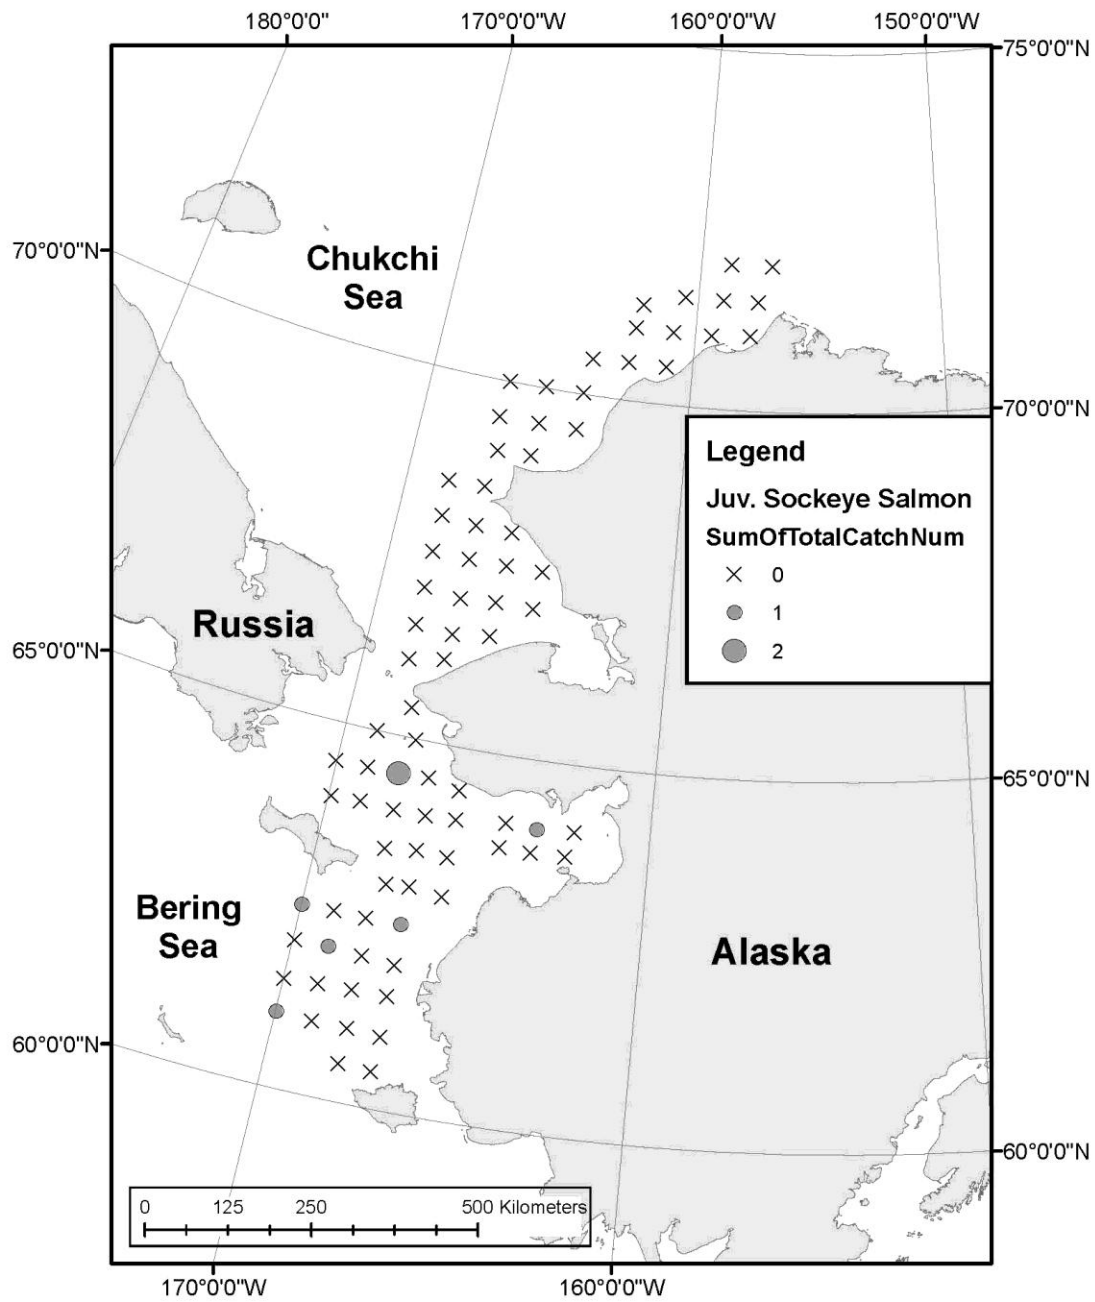 180°0'0"
170°0'0"W
160°0'0"W
150°0'0"W
75°0'0"N
70°0'0"N
Chukchi
Sea
70°0'0"N
Legend
Juv. Sockeye Salmon
SumOfTotalCatchNum
0
1
2
Russia
65°0'0"N
65°0'0"N
Bering
Sea
Alaska
60°0'0"N
60°0'0"N
0 125 250 500 Kilometers
170°0'0"W
160°0'0"W